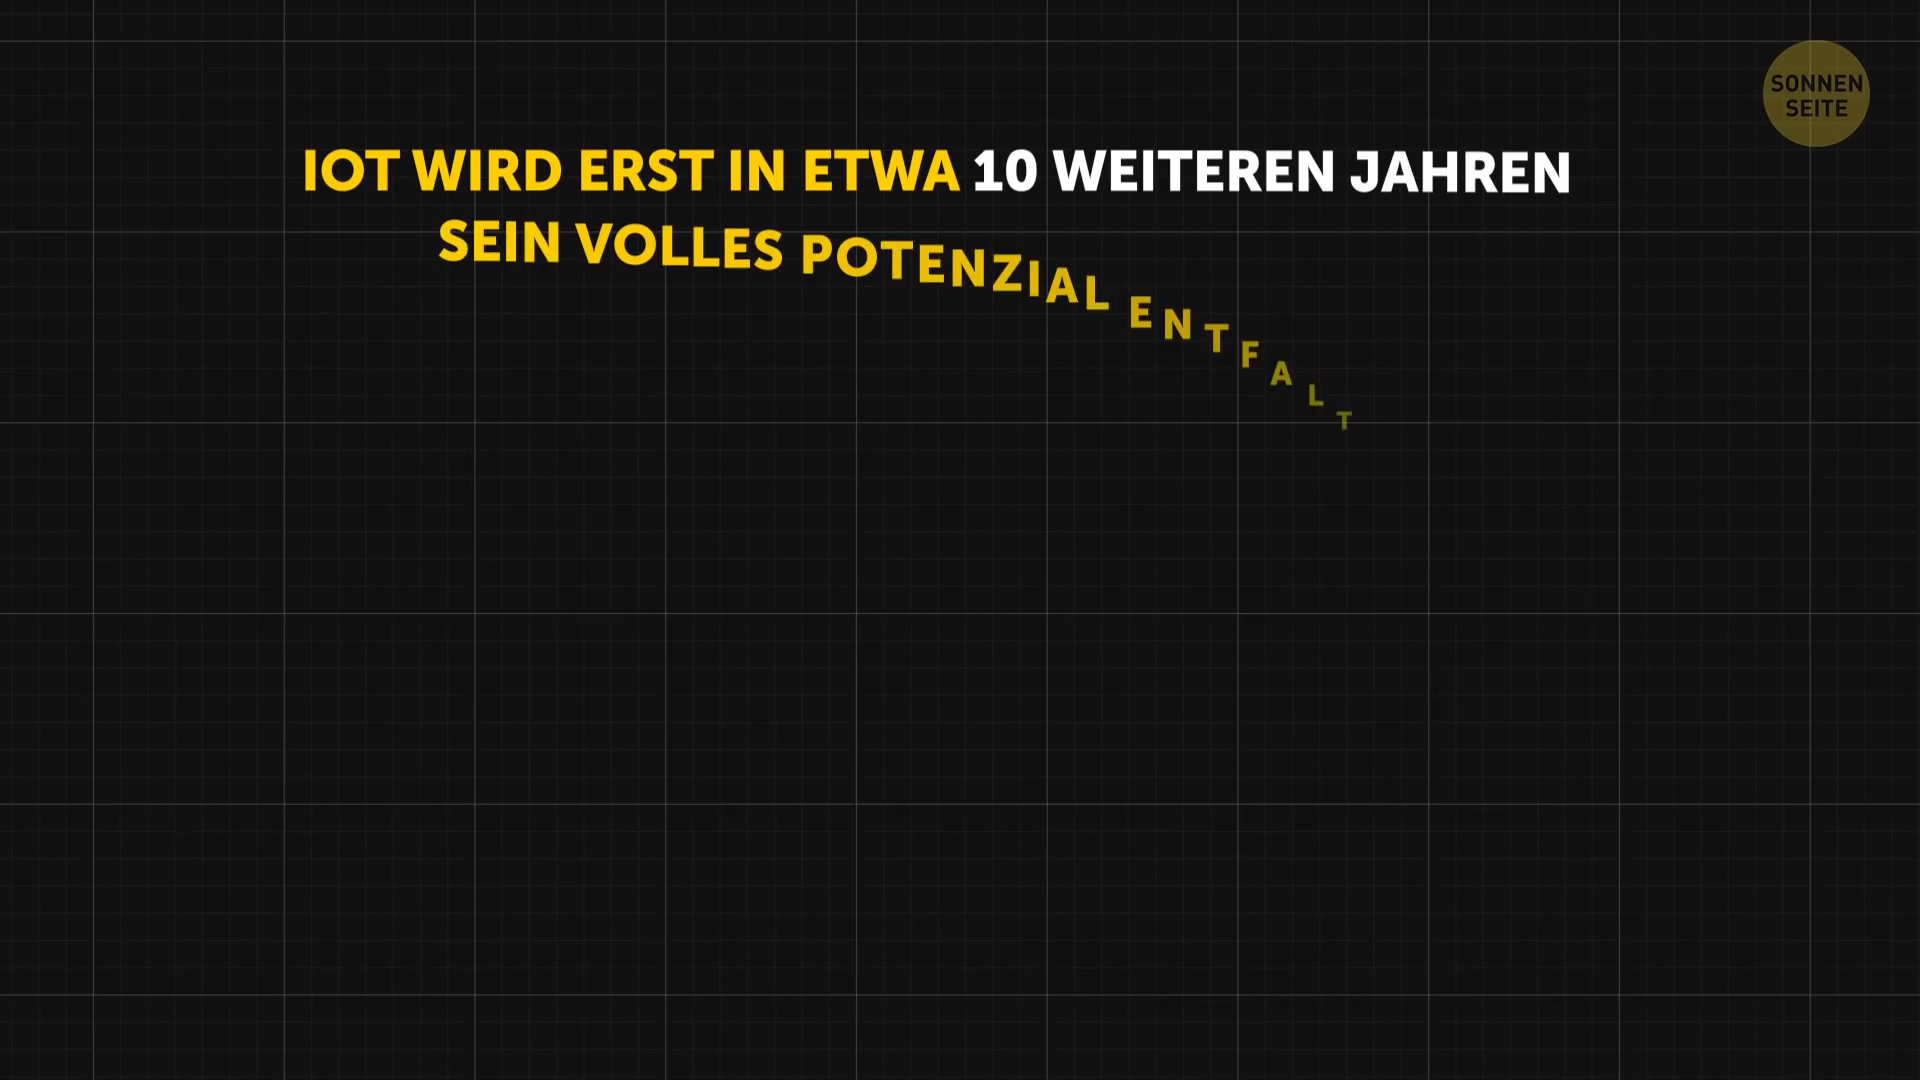 SONNEN
SEITE
IOT WIRD ERST IN ETWA 10 WEITEREN JAHREN
SEIN VOLLES POTENZIAL ENTFALT